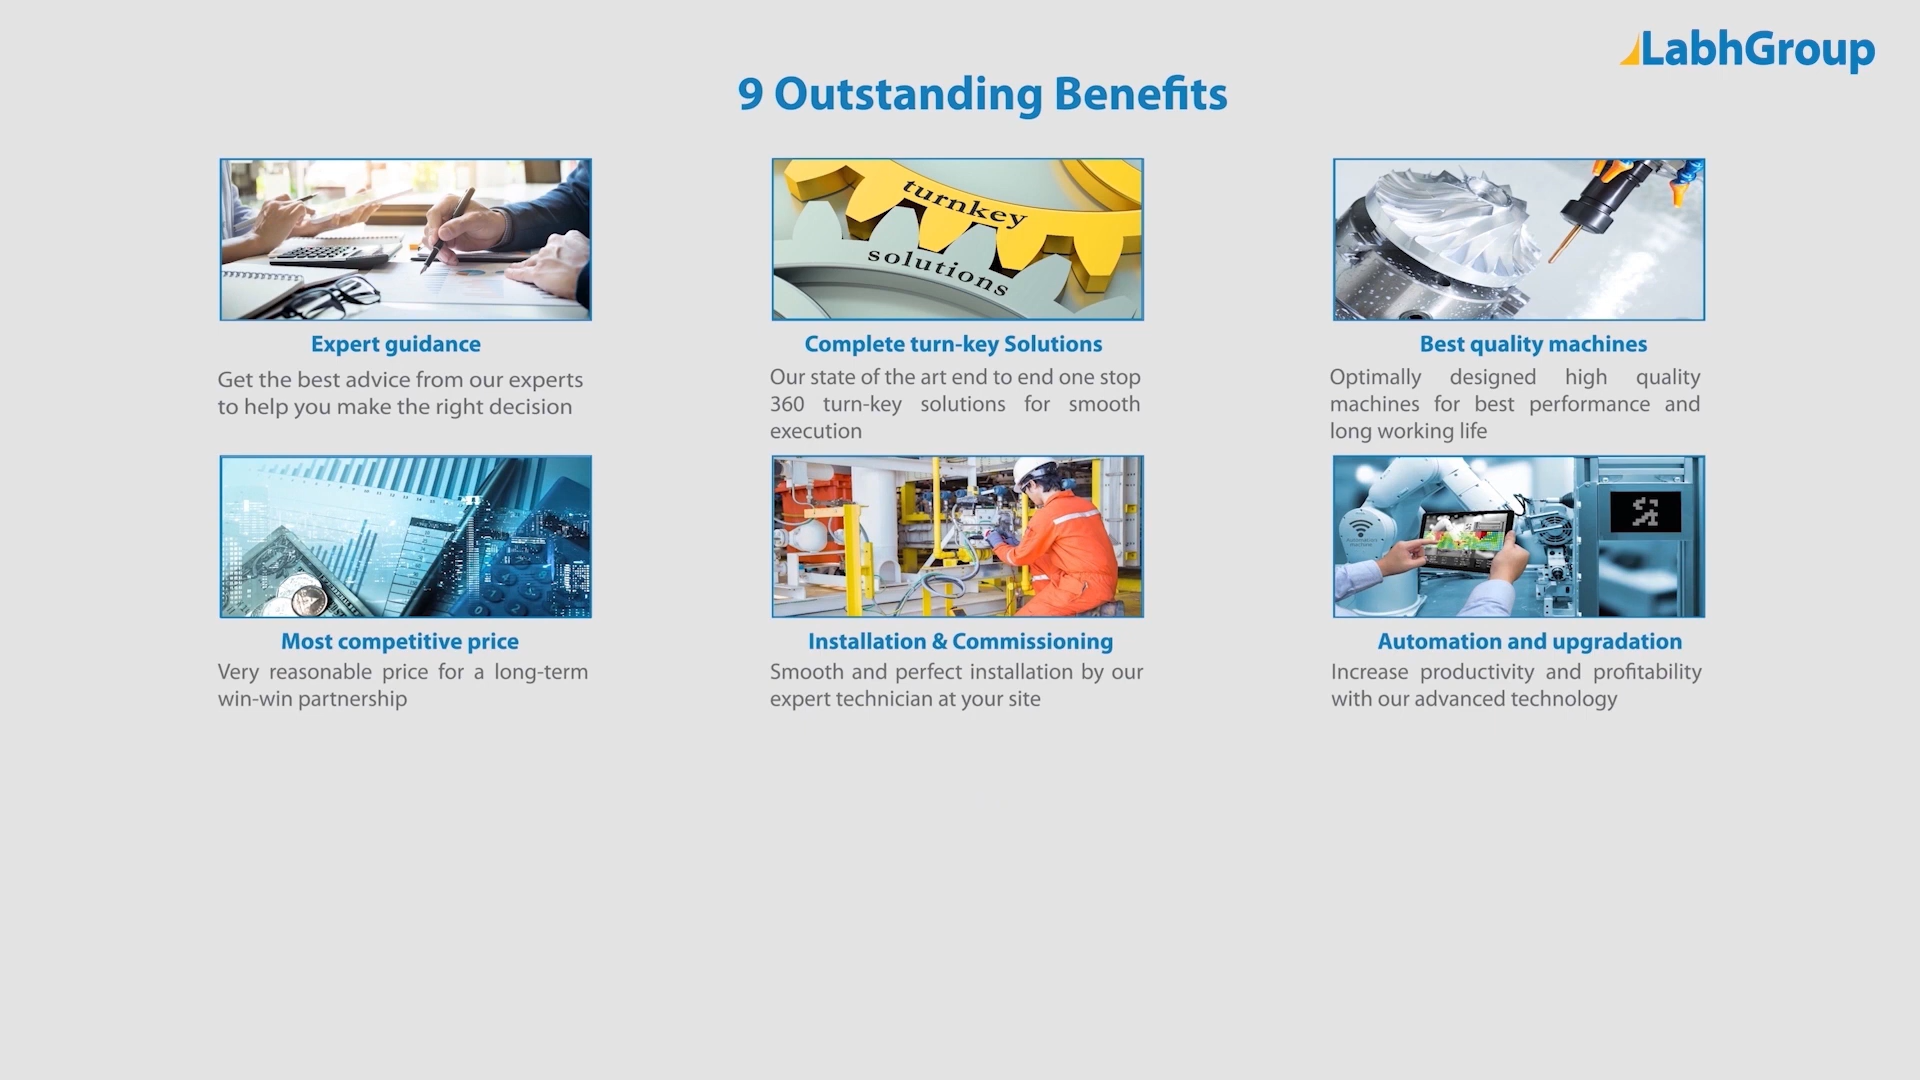 LabhGroup
9 Outstanding Benefits
turnkey
solutions
Expert guidance
Get the best advice from our experts
to help you make the right decision
Complete turn-key Solutions
Our state of the art end to end one stop
360 turn-key solutions for smooth
execution
Best quality machines
Optimally designed high quality
machines for best performance and
long working life
Most competitive price
Very reasonable price for a long-term
win-win partnership
Installation & Commissioning
Smooth and perfect installation by our
expert technician at your site
Automation and upgradation
Increase productivity and profitability
with our advanced technology